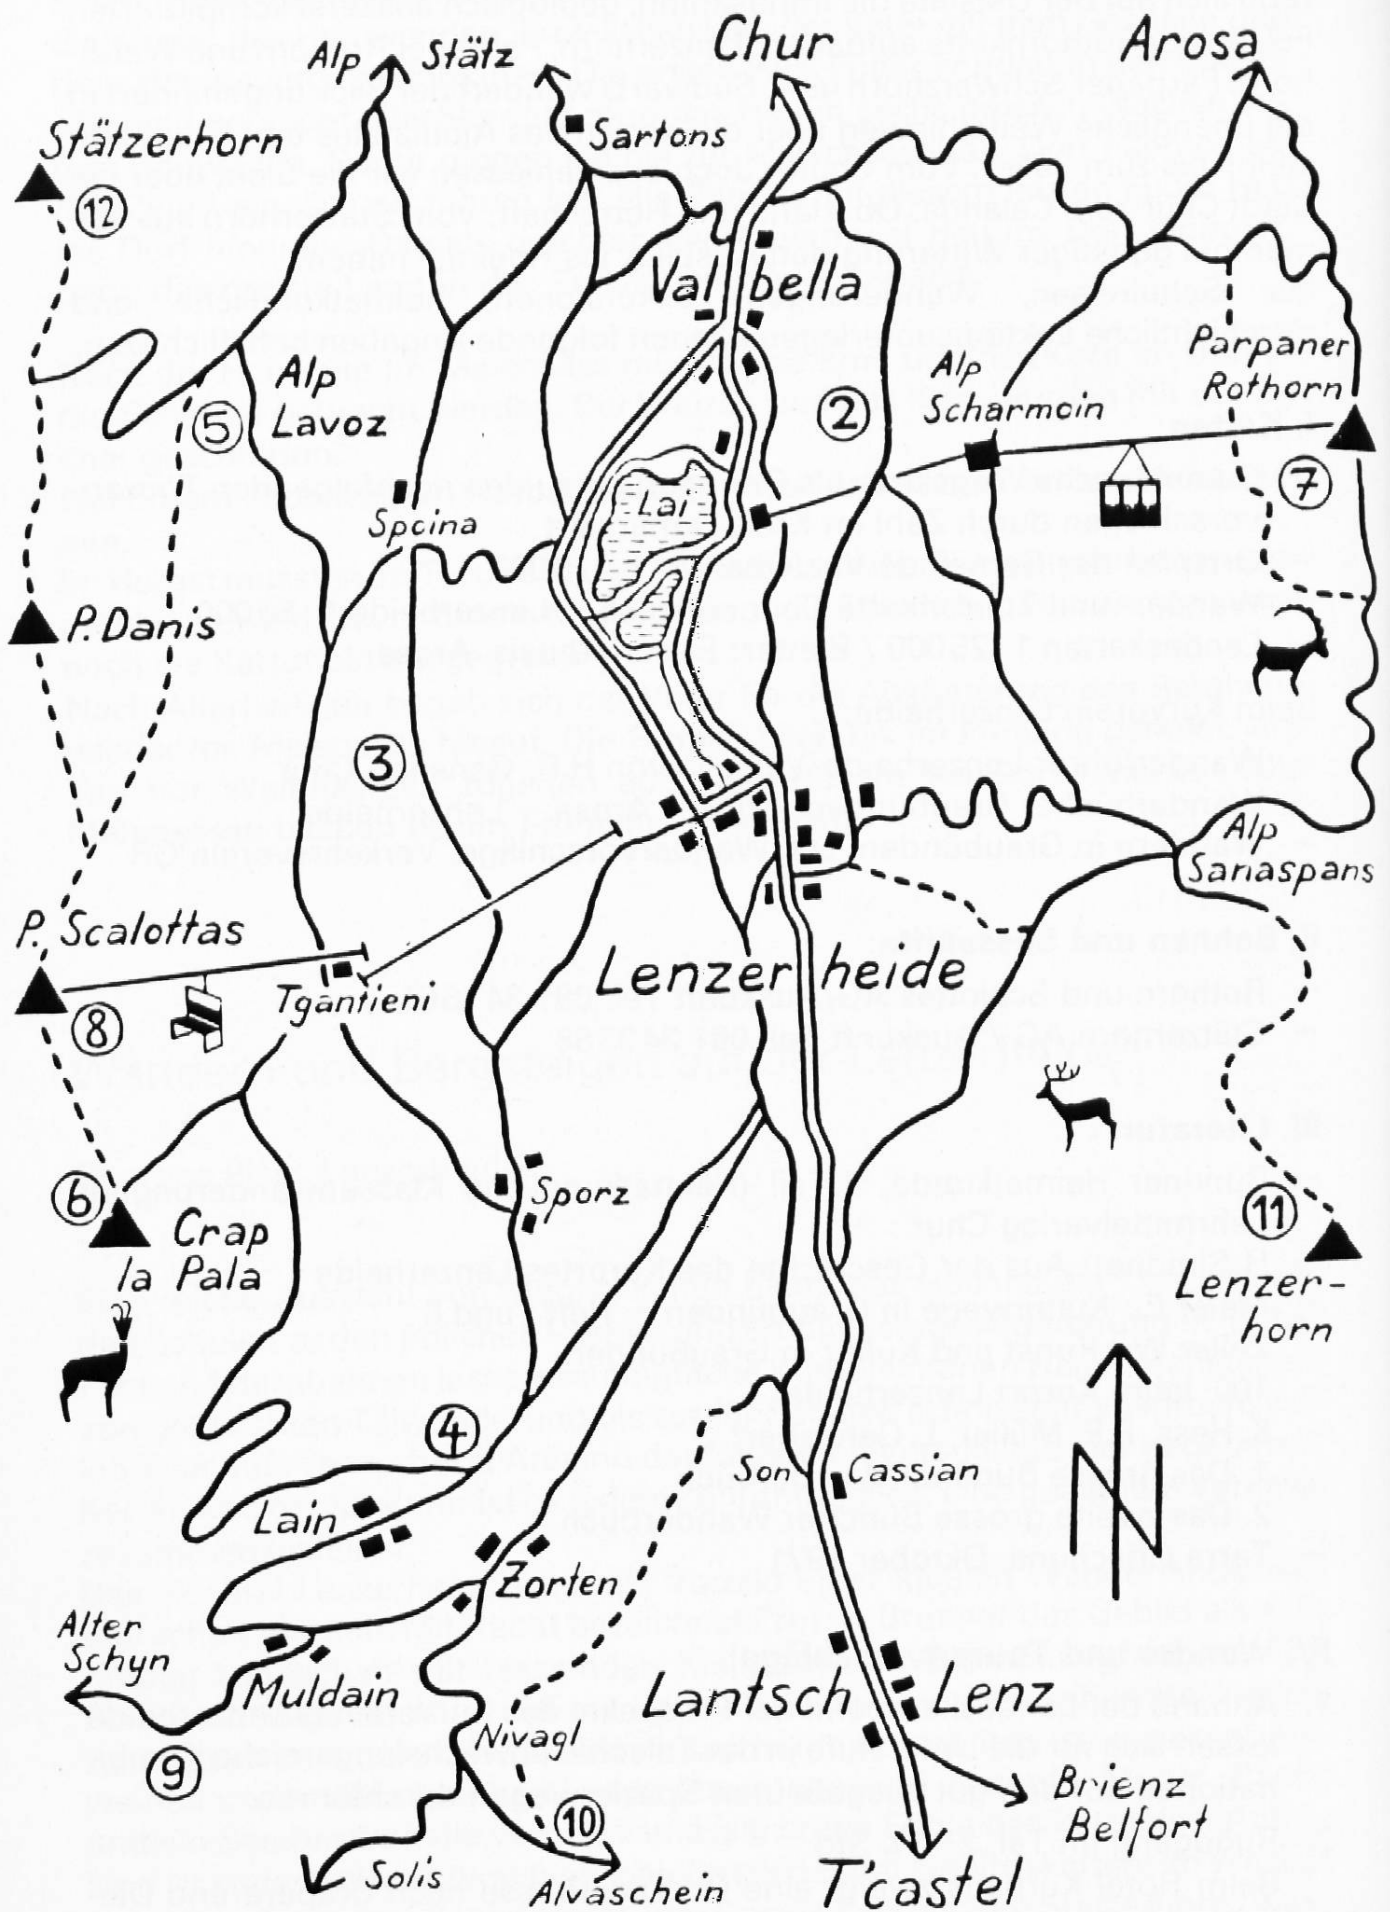 Alp Stätz
Chur
Arosa
Sartons
Stätzerhorn
12
Valbella
Parpaner
Rothorn
Alp
Lavoz
5
2
Alp
Scharmoin
7
Lai
Spoina
P. Danis
3
Alp
Sanaspans
P. Scalottas
8
Tgantieni
Lenzerheide
6
Crap
la Pala
Sporz
11
Lenzer-
horn
4
Son Cassian
N
Lain
Zorten
Alter
Schyn
Muldain
9
Lantsch Lenz
Nivagl
10
Brienz
Belfort
Solis
Alvaschein
T'castel